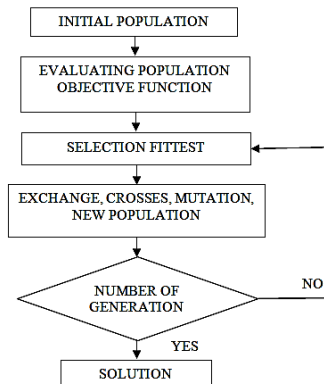 INITIAL POPULATION
EVALUATING POPULATION
OBJECTIVE FUNCTION
SELECTION FITTEST
EXCHANGE, CROSSES, MUTATION,
NEW POPULATION
NUMBER OF
GENERATION
NO
YES
SOLUTION